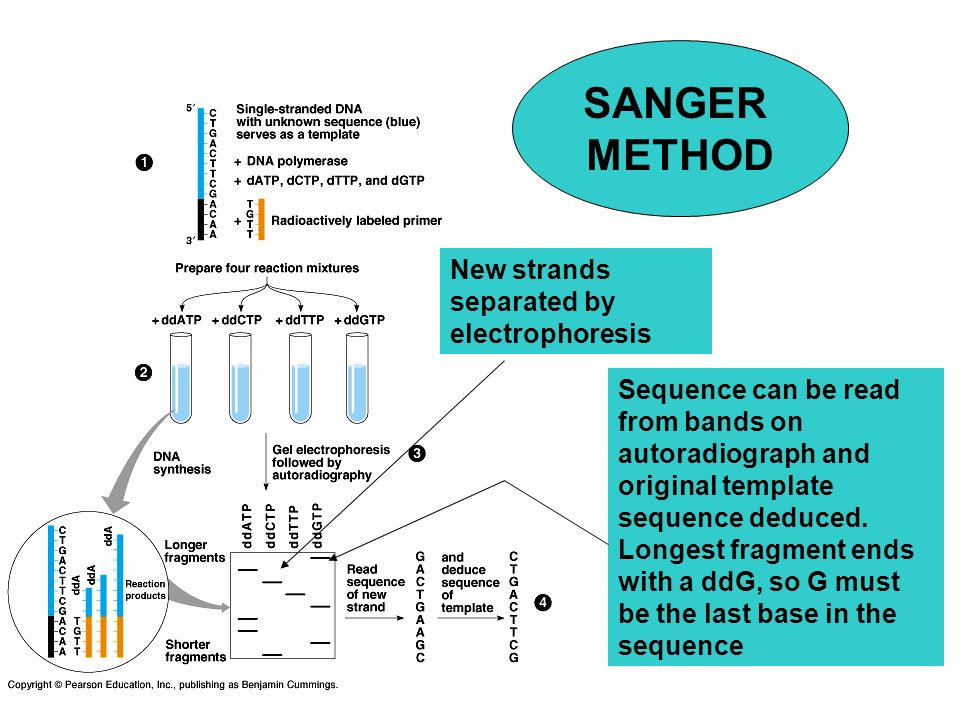 SANGER
METHOD
5′
C
T
G
A
C
T
T
C
G
A
C
A
A
3′
Single-stranded DNA
with unknown sequence (blue)
serves as a template
1
+ DNA polymerase
+ dATP, dCTP, dTTP, and dGTP
T
G
T
T
+ Radioactively labeled primer
Prepare four reaction mixtures
+ ddATP + ddCTP + ddTTP + ddGTP
2
New strands
separated by
electrophoresis
Sequence can be read
from bands on
autoradiograph and
original template
sequence deduced.
Longest fragment ends
with a ddG, so G must
be the last base in the
sequence
DNA
synthesis
Gel electrophoresis
followed by
autoradiography
3
ddATP
ddCTP
ddTTP
ddGTP
C
T
G
A
C
T
T
C
G
A
C
A
A
ddA
T
G
T
T
ddA
ddA
Reaction
products
Longer
fragments
Shorter
fragments
Read
sequence
of new
strand
G
A
C
T
G
A
A
G
C
and
deduce
sequence
of
template
C
T
G
A
C
T
T
C
G
4
Copyright © Pearson Education, Inc., publishing as Benjamin Cummings.